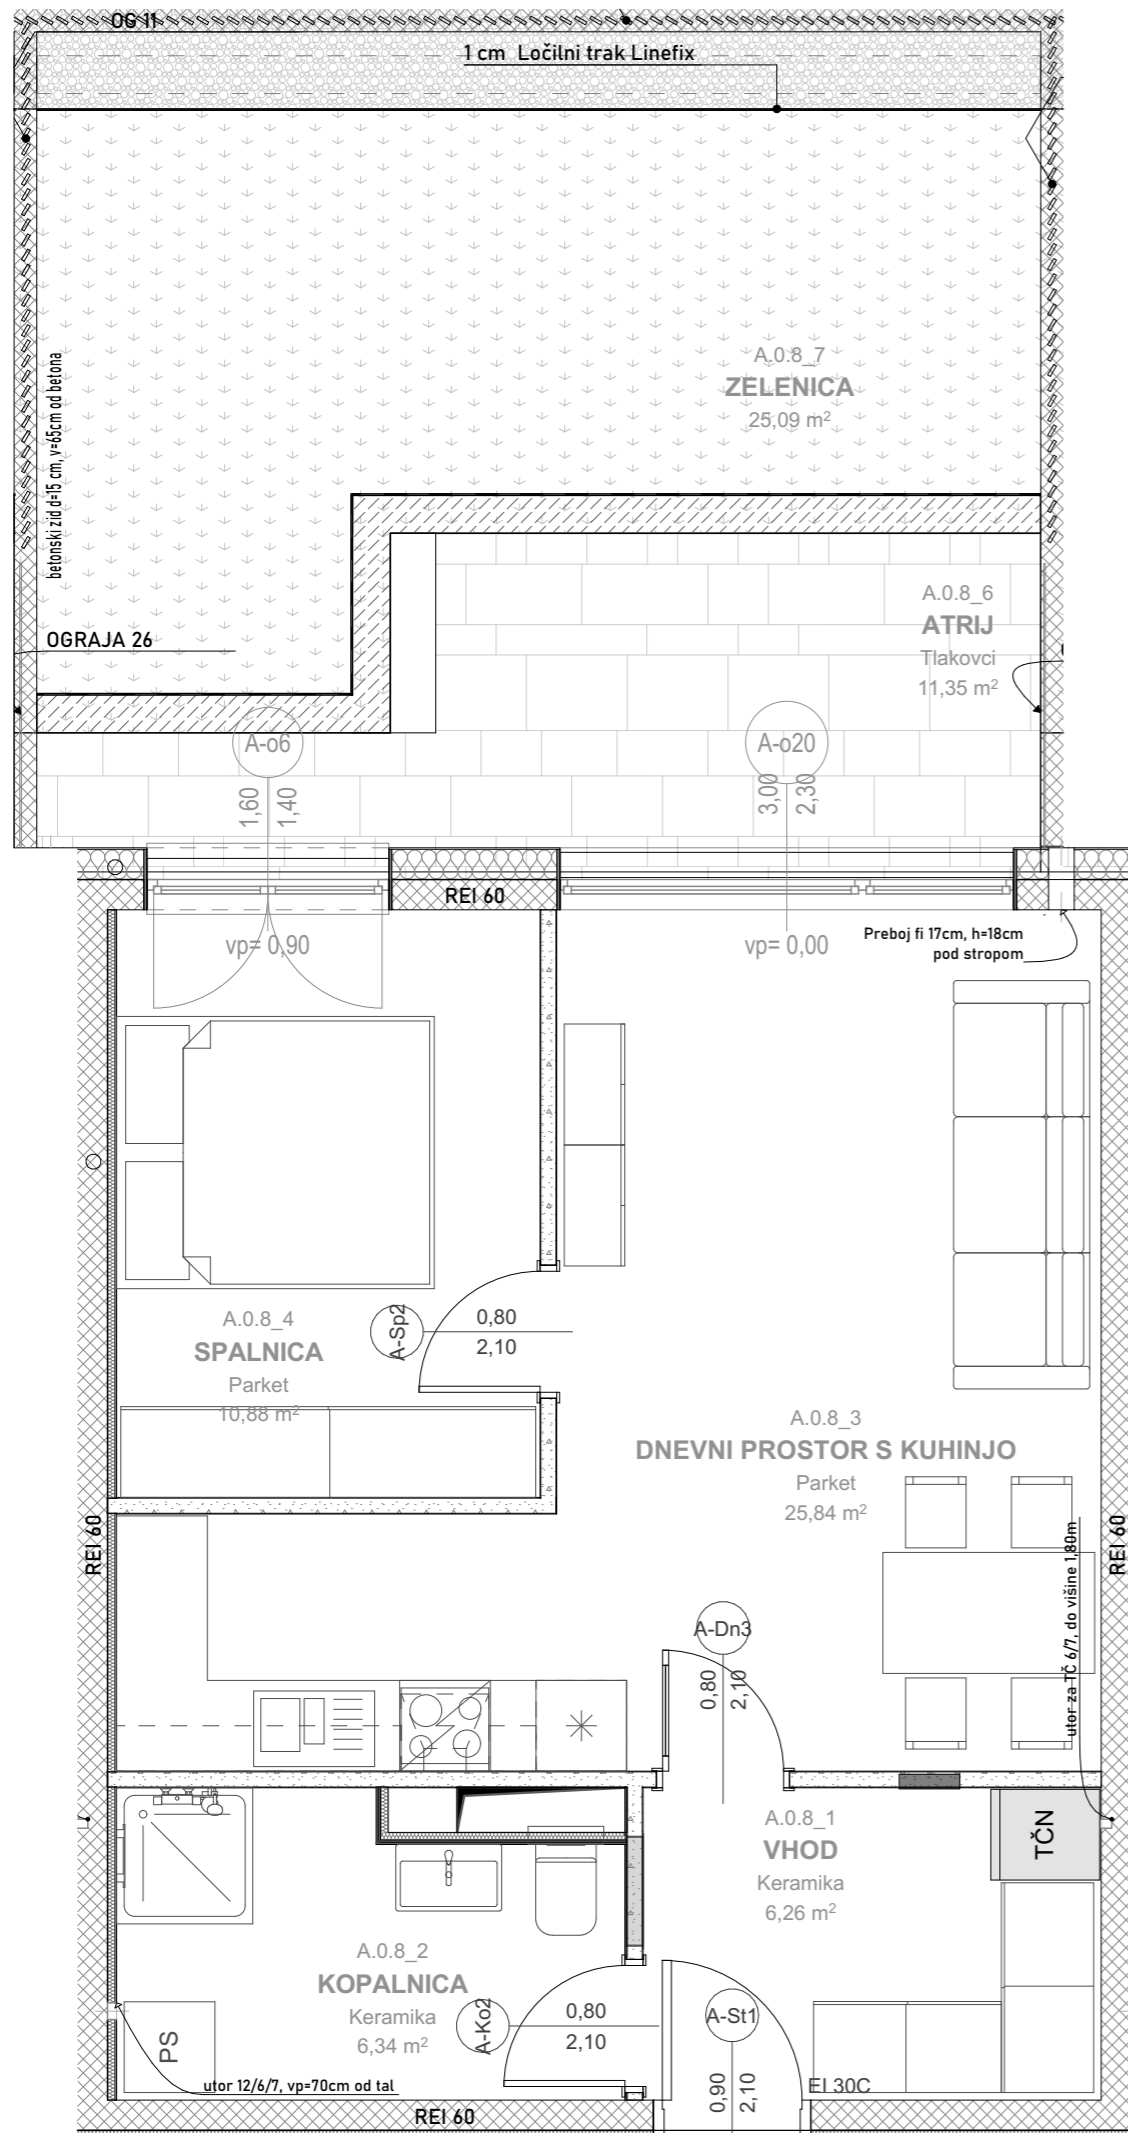 OG 11
1 cm Ločilni trak Linefix
A.0.8_7
ZELENICA
25,09 m²
betonski zid d=15 cm, v=65cm od betona
OGRAJA 26
A.0.8_6
ATRIJ
Tlakovci
11,35 m²
A-o6
1,60
1,40
A-o20
3,00
2,30
REI 60
vp= 0,90
vp= 0,00
Preboj fi 17cm, h=18cm
pod stropom
A.0.8_4
SPALNICA
Parket
10,88 m²
A-Sp2
0,80
2,10
A.0.8_3
DNEVNI PROSTOR S KUHINJO
Parket
25,84 m²
REI 60
REI 60
utor za TČ 6/7, do višine 1,80m
A-Dn3
0,80
2,10
A.0.8_1
VHOD
Keramika
6,26 m²
TČN
A.0.8_2
KOPALNICA
Keramika
6,34 m²
A-Ko2
0,80
2,10
A-St1
0,90
2,10
EI 30C
PS
utor 12/6/7, vp=70cm od tal
REI 60